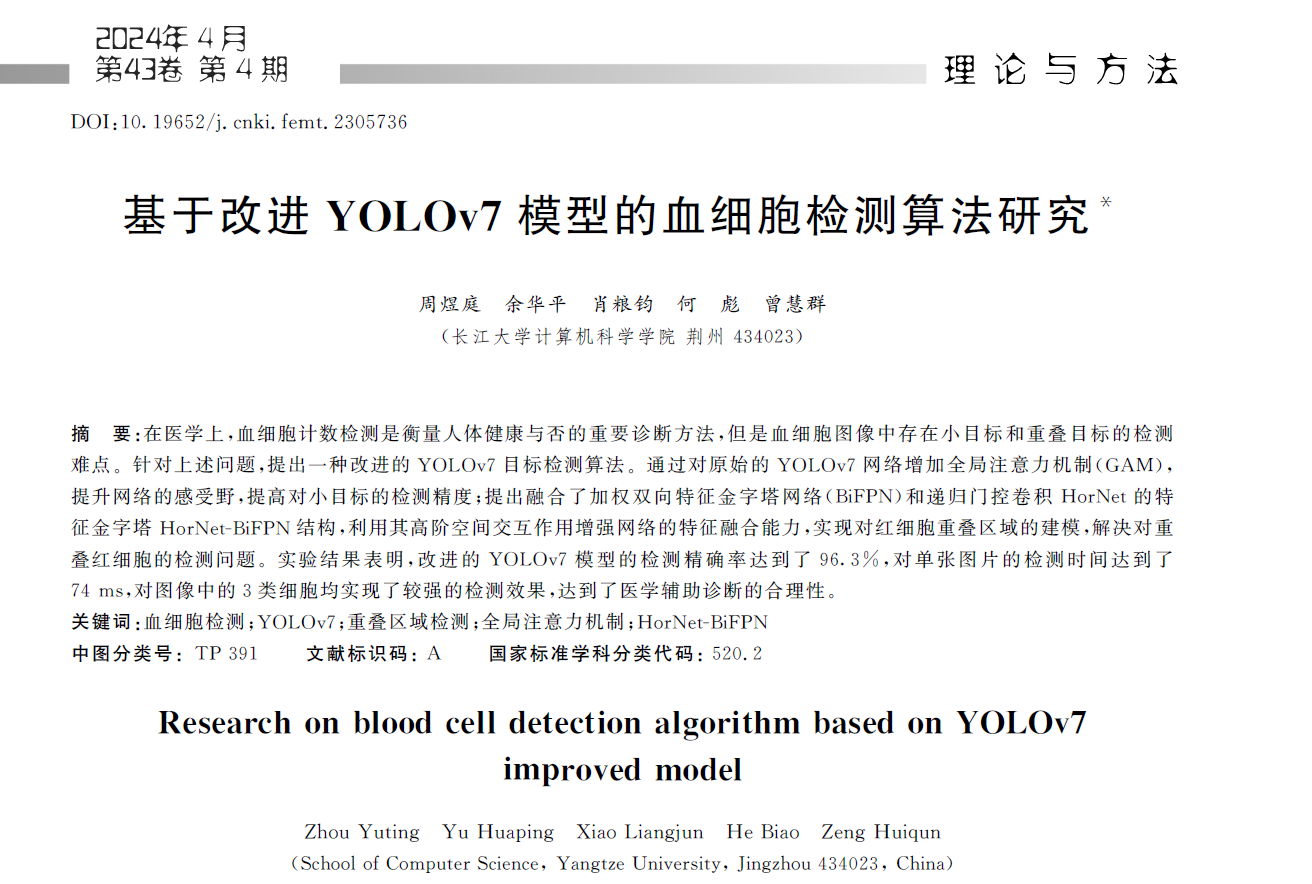 2024年4月
第43卷 第4期
理论与方法
DOI:10. 19652/j. cnki. femt. 2305736
基于改进 YOLOv7 模型的血细胞检测算法研究*
周煜庭 余华平 肖粮钧 何 彪 曾慧群
(长江大学计算机科学学院 荆州 434023)
摘 要:在医学上,血细胞计数检测是衡量人体健康与否的重要诊断方法,但是血细胞图像中存在小目标和重叠目标的检测
难点。针对上述问题,提出一种改进的 YOLOv7 目标检测算法。通过对原始的 YOLOv7 网络增加全局注意力机制(GAM),
提升网络的感受野,提高对小目标的检测精度;提出融合了加权双向特征金字塔网络(BiFPN)和递归门控卷积 HorNet 的特
征金字塔 HorNet-BiFPN 结构,利用其高阶空间交互作用增强网络的特征融合能力,实现对红细胞重叠区域的建模,解决对重
叠红细胞的检测问题。实验结果表明,改进的 YOLOv7 模型的检测精确率达到了 96. 3%,对单张图片的检测时间达到了
74 ms,对图像中的 3 类细胞均实现了较强的检测效果,达到了医学辅助诊断的合理性。
关键词:血细胞检测;YOLOv7;重叠区域检测;全局注意力机制;HorNet-BiFPN
中图分类号: TP 391 文献标识码: A 国家标准学科分类代码: 520. 2
Research on blood cell detection algorithm based on YOLOv7
improved model
Zhou Yuting Yu Huaping Xiao Liangjun He Biao Zeng Huiqun
(School of Computer Science, Yangtze University, Jingzhou 434023, China)